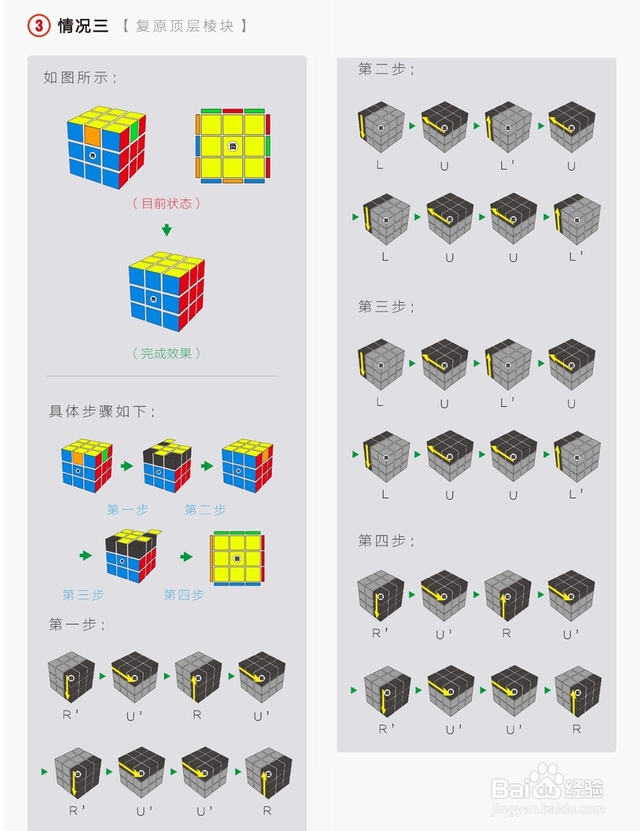 ③ 情况三 【 复原顶层棱块 】
如图所示：
（目前状态）
（完成效果）
具体步骤如下：
第一步 第二步
第三步 第四步
第一步：
R' U' R U'
R' U' U' R
第二步：
L U L' U
L U U L'
第三步：
L U L' U
L U U L'
第四步：
R' U' R U'
R' U' U' R
Baidu经验
jingyan.baidu.com